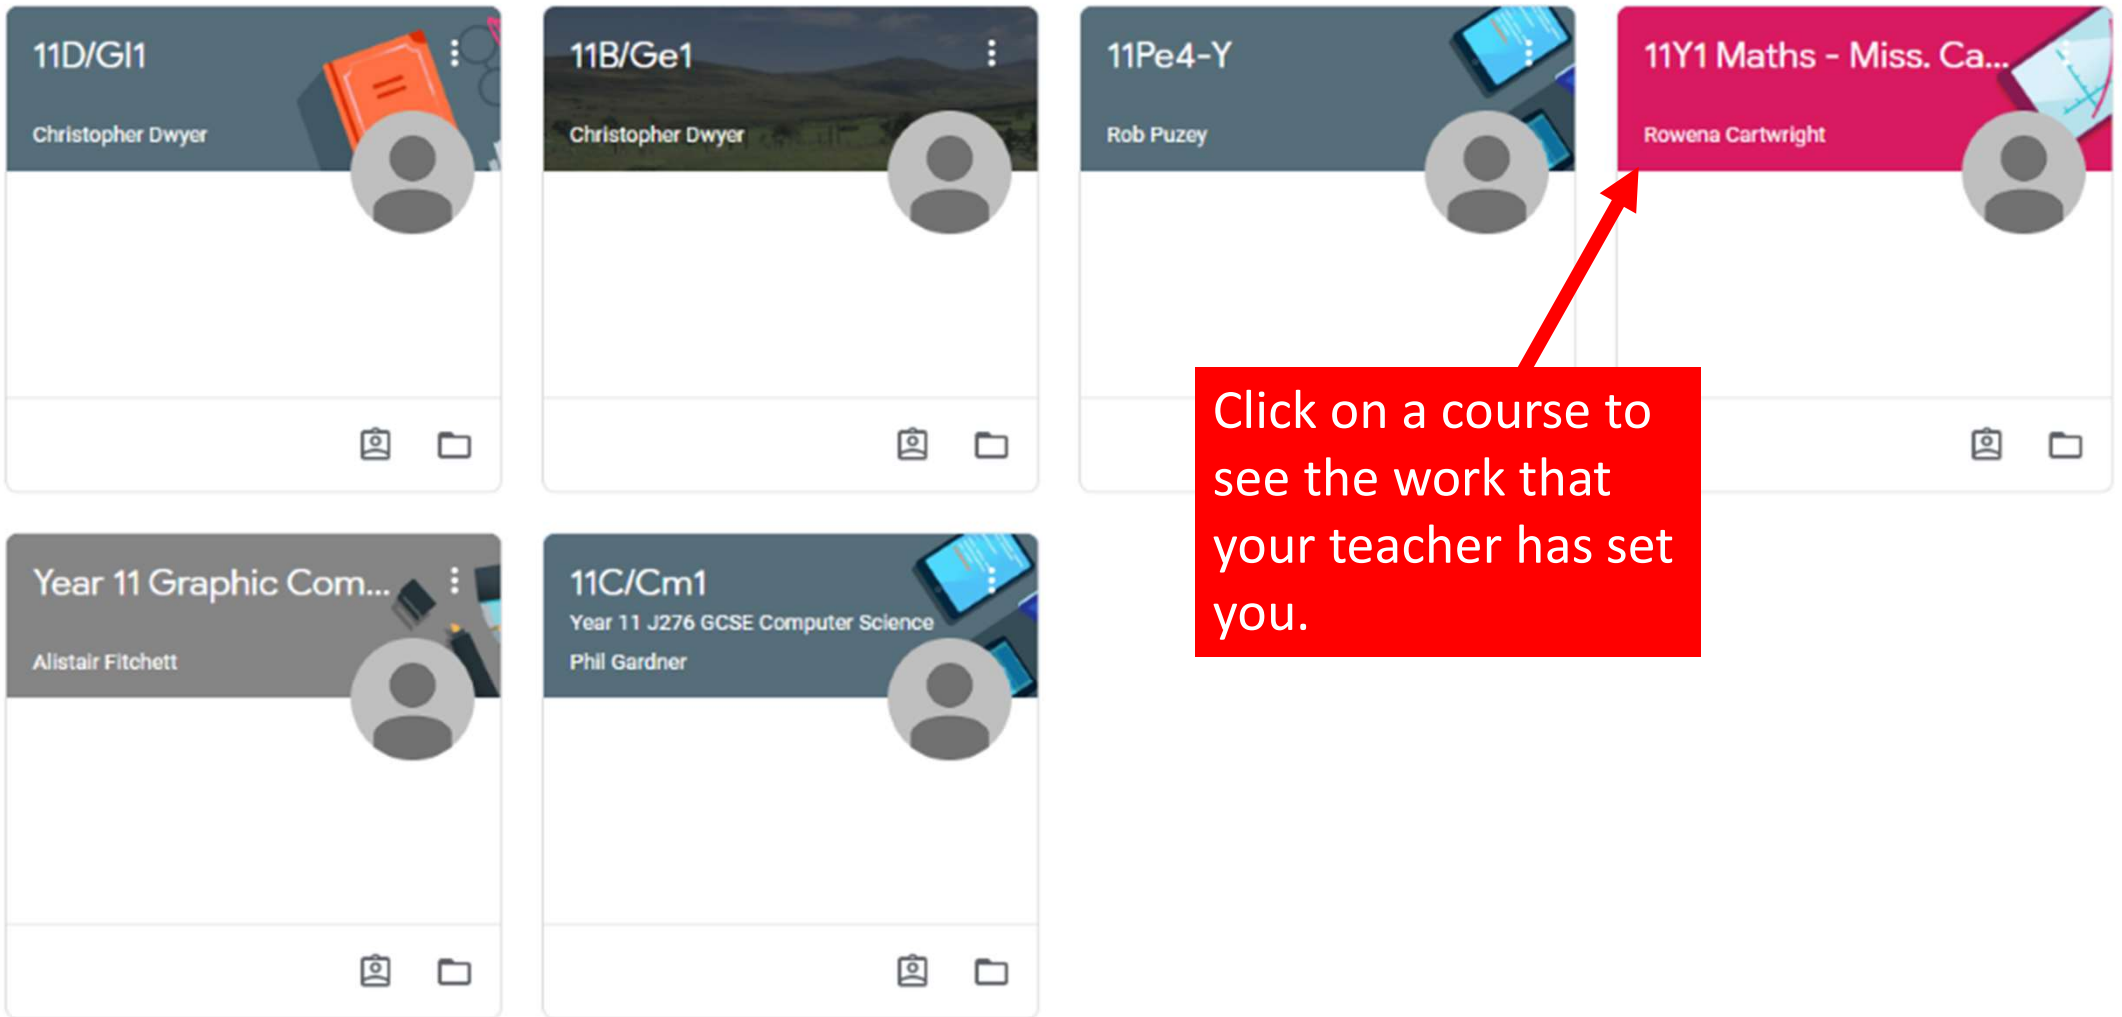 11D/Gl1
Christopher Dwyer
11B/Ge1
Christopher Dwyer
11Pe4-Y
Rob Puzey
11Y1 Maths - Miss. Ca...
Rowena Cartwright
Click on a course to
see the work that
your teacher has set
you.
Year 11 Graphic Com...
Alistair Fitchett
11C/Cm1
Year 11 J276 GCSE Computer Science
Phil Gardner